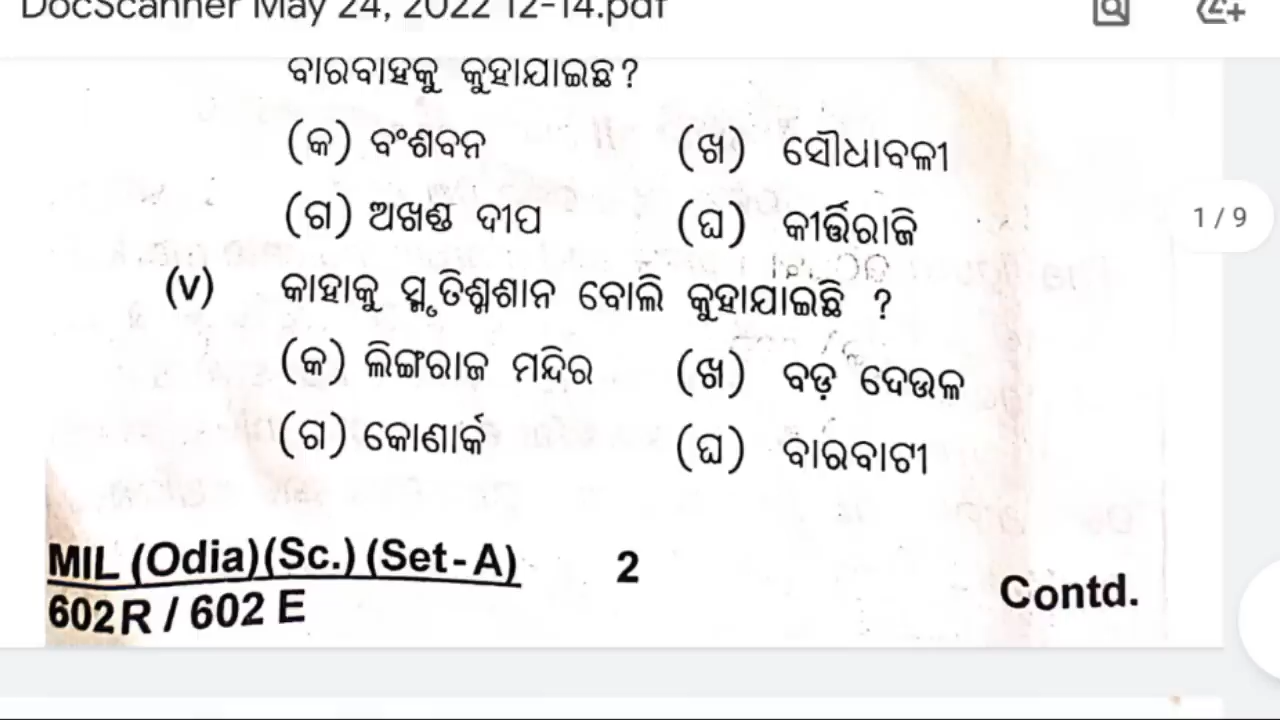 DocScanner May 24, 2022 12-14.pdf
ବାରବାହକୁ କୁହାଯାଇଛ?
(କ) ବଂଶବନ (ଖ) ସୌଧାବଳୀ
(ଗ) ଅଖଣ୍ଡ ଦୀପ (ଘ) କୀର୍ତ୍ତିରାଜି
1 / 9
(v) କାହାକୁ ସ୍ମୃତିଶ୍ମଶାନ ବୋଲି କୁହାଯାଇଛି ?
(କ) ଲିଙ୍ଗରାଜ ମନ୍ଦିର (ଖ) ବଡ଼ ଦେଉଳ
(ଗ) କୋଣାର୍କ (ଘ) ବାରବାଟୀ
MIL (Odia)(Sc.) (Set-A) 2
602R / 602 E Contd.